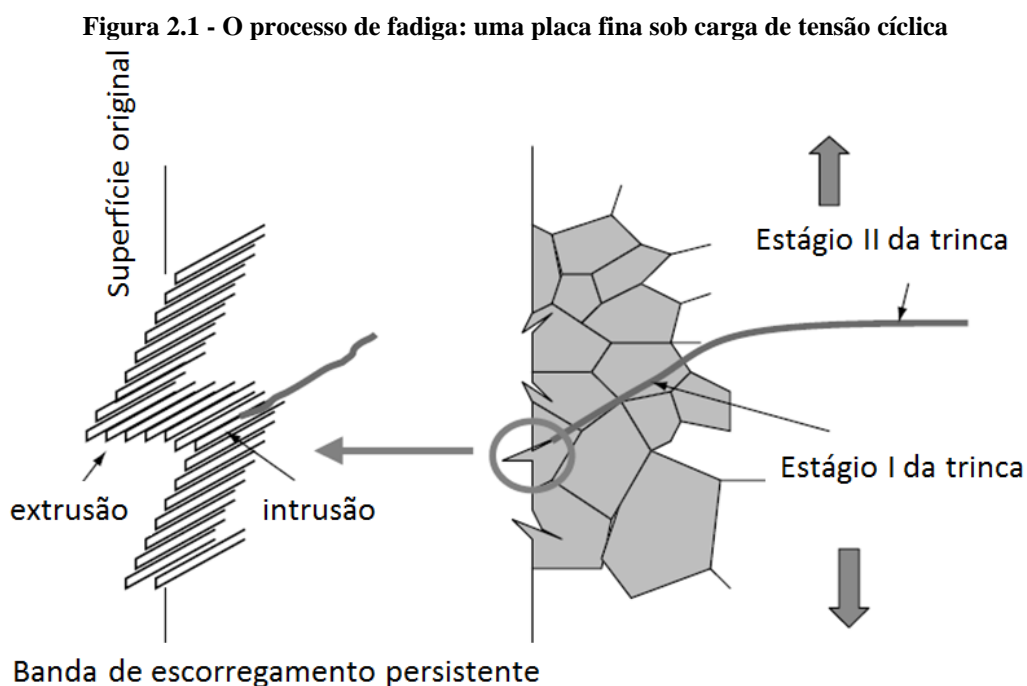 Figura 2.1 - O processo de fadiga: uma placa fina sob carga de tensão cíclica
Superfície original
Estágio II da trinca
Estágio I da trinca
extrusão
intrusão
Banda de escorregamento persistente